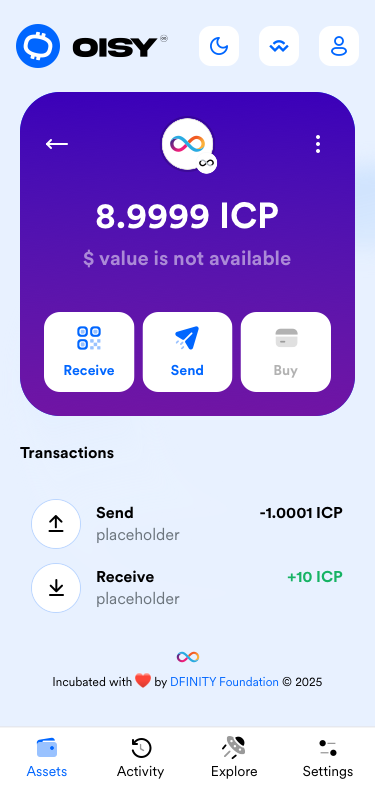 OISY
8.9999 ICP
$ value is not available
Receive
Send
Buy
Transactions
Send
-1.0001 ICP
placeholder
Receive
+10 ICP
placeholder
Incubated with ❤️ by DFINITY Foundation © 2025
Assets
Activity
Explore
Settings